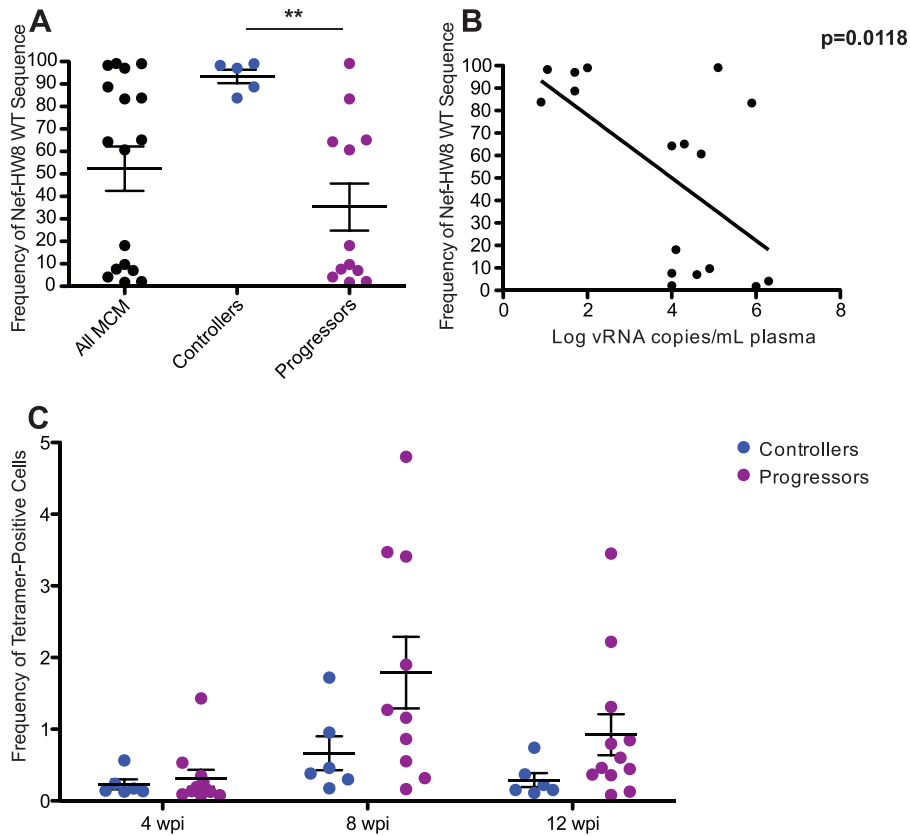 A
**
Frequency of Nef-HW8 WT Sequence
100
90
80
70
60
50
40
30
20
10
0
All MCM
Controllers
Progressors
B
p=0.0118
Frequency of Nef-HW8 WT Sequence
100
90
80
70
60
50
40
30
20
10
0
0
2
4
6
8
Log vRNA copies/mL plasma
C
Frequency of Tetramer-Positive Cells
5
4
3
2
1
0
4 wpi
8 wpi
12 wpi
Controllers
Progressors